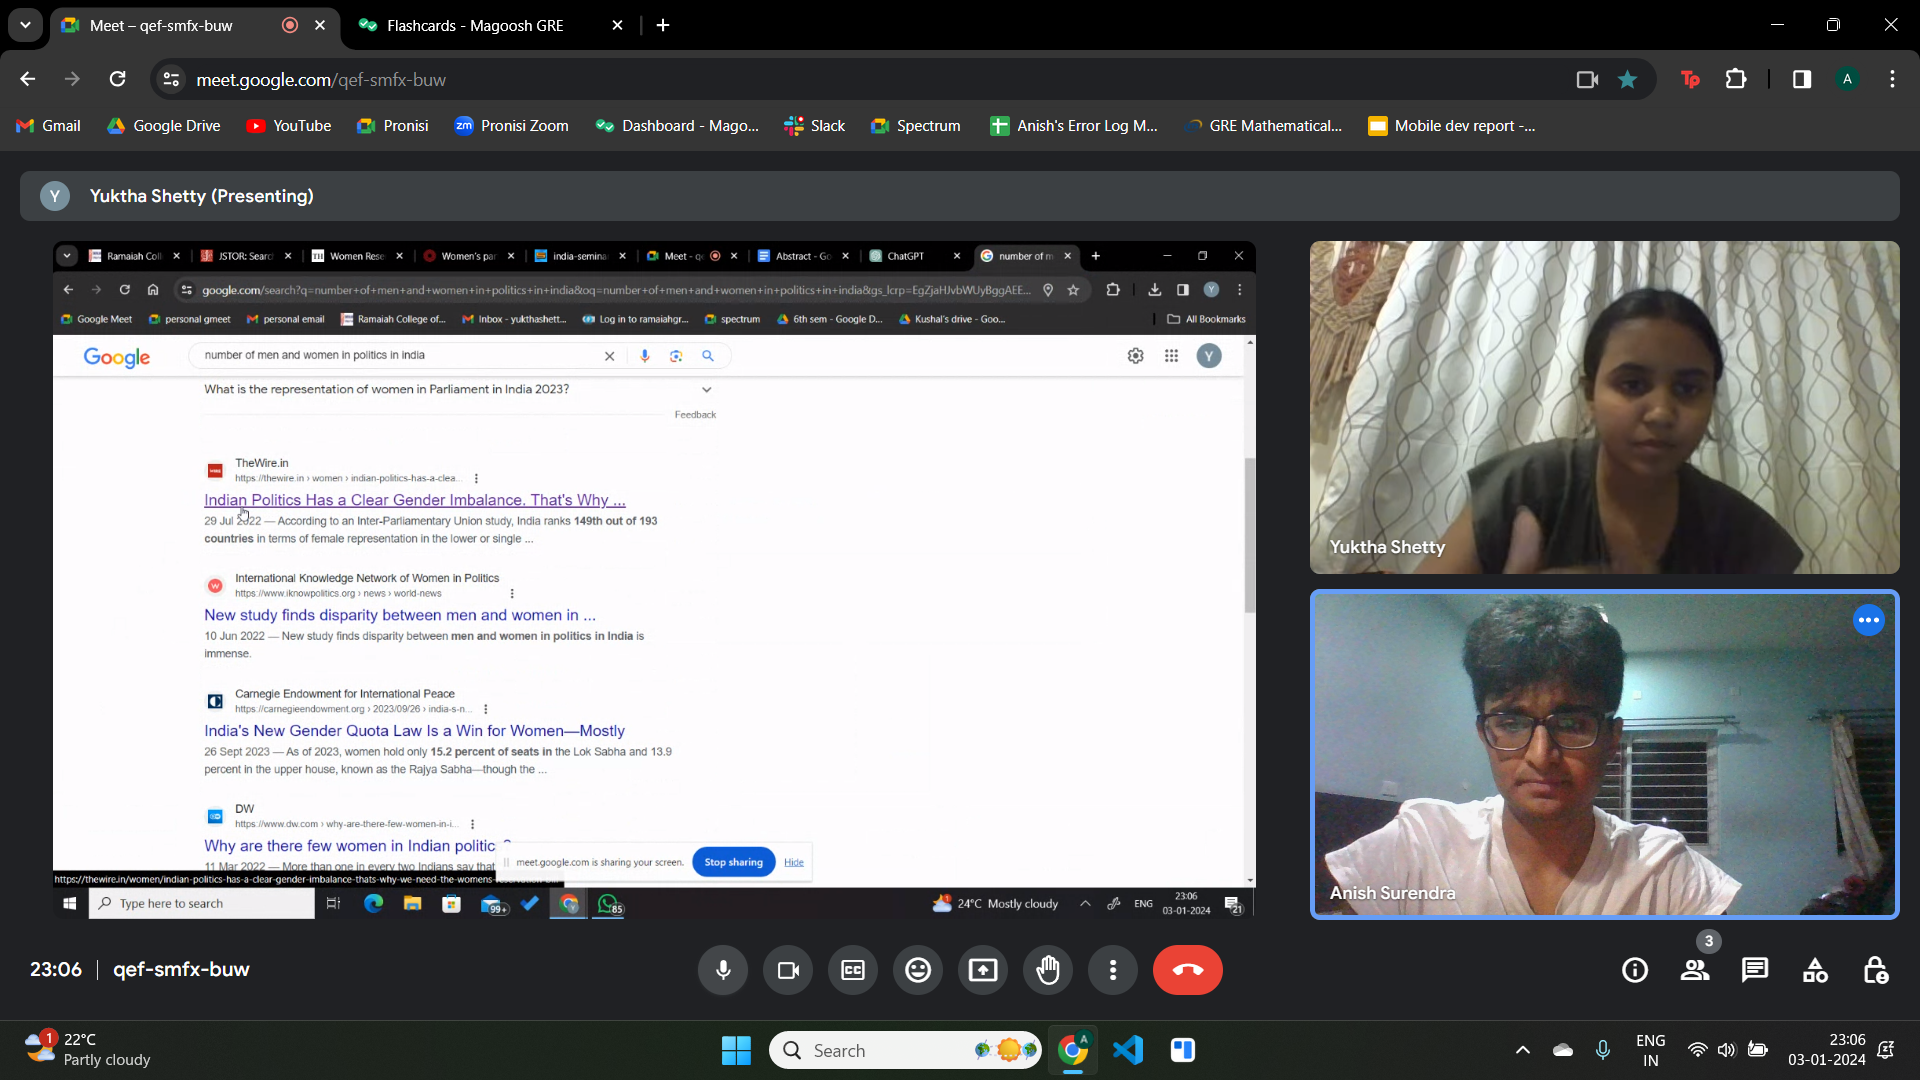 Meet – qef-smfx-buw
Flashcards - Magoosh GRE
meet.google.com/qef-smfx-buw
Tp
A
Gmail
Google Drive
YouTube
Pronisi
zm Pronisi Zoom
Dashboard - Mago...
Slack
Spectrum
Anish's Error Log M...
GRE Mathematical...
Mobile dev report -...
Y Yuktha Shetty (Presenting)
Ramaiah Coll
JSTOR: Searc
Women Rese
Women's par
india-semina
Meet - q
Abstract - Go
ChatGPT
number of m
google.com/search?q=number+of+men+and+women+in+politics+in+india&oq=number+of+men+and+women+in+politics+in+india&gs_lcrp=EgZjaHJvbWUyBggAEE...
Y
Google Meet
personal gmeet
personal email
Ramaiah College of...
Inbox - yukthashett...
Log in to ramaiahgr...
spectrum
6th sem - Google D...
Kushal's drive - Goo...
All Bookmarks
Google
number of men and women in politics in india
Y
What is the representation of women in Parliament in India 2023?
Feedback
TheWire.in
https://thewire.in › women › indian-politics-has-a-clea...
Indian Politics Has a Clear Gender Imbalance. That's Why ...
29 Jul 2022 — According to an Inter-Parliamentary Union study, India ranks 149th out of 193
countries in terms of female representation in the lower or single ...
International Knowledge Network of Women in Politics
https://www.iknowpolitics.org › news › world-news
New study finds disparity between men and women in ...
10 Jun 2022 — New study finds disparity between men and women in politics in India is
immense.
Carnegie Endowment for International Peace
https://carnegieendowment.org › 2023/09/26 › india-s-n...
India's New Gender Quota Law Is a Win for Women—Mostly
26 Sept 2023 — As of 2023, women hold only 15.2 percent of seats in the Lok Sabha and 13.9
percent in the upper house, known as the Rajya Sabha—though the ...
DW
https://www.dw.com › why-are-there-few-women-in-i...
Why are there few women in Indian politics?
11 Mar 2022 — More than one in every two Indians say that
meet.google.com is sharing your screen.
Stop sharing
Hide
https://thewire.in/women/indian-politics-has-a-clear-gender-imbalance-thats-why-we-need-the-womens-reservation-b...
Type here to search
99+
85
24°C Mostly cloudy
ENG
23:06
03-01-2024
21
Yuktha Shetty
Anish Surendra
23:06 | qef-smfx-buw
CC
3
1
22°C
Partly cloudy
Search
A
ENG
IN
23:06
03-01-2024